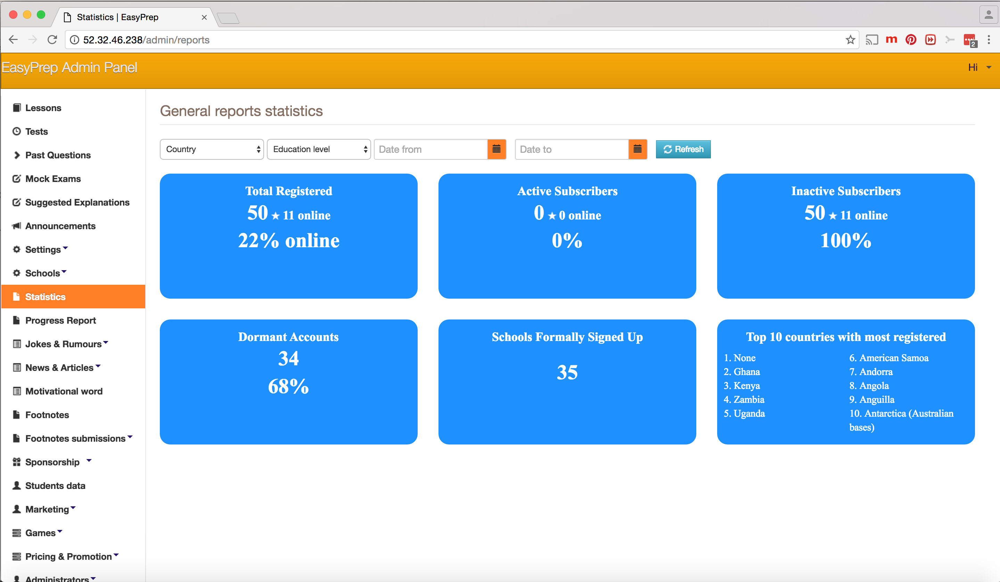 Statistics | EasyPrep
52.32.46.238/admin/reports
2
EasyPrep Admin Panel
Hi
Lessons
Tests
Past Questions
Mock Exams
Suggested Explanations
Announcements
Settings
Schools
Statistics
Progress Report
Jokes & Rumours
News & Articles
Motivational word
Footnotes
Footnotes submissions
Sponsorship
Students data
Marketing
Games
Pricing & Promotion
Administrators
General reports statistics
Country
Education level
Date from
Date to
Refresh
Total Registered
50 ★ 11 online
22% online
Active Subscribers
0 ★ 0 online
0%
Inactive Subscribers
50 ★ 11 online
100%
Dormant Accounts
34
68%
Schools Formally Signed Up
35
Top 10 countries with most registered
1. None
2. Ghana
3. Kenya
4. Zambia
5. Uganda
6. American Samoa
7. Andorra
8. Angola
9. Anguilla
10. Antarctica (Australian
bases)